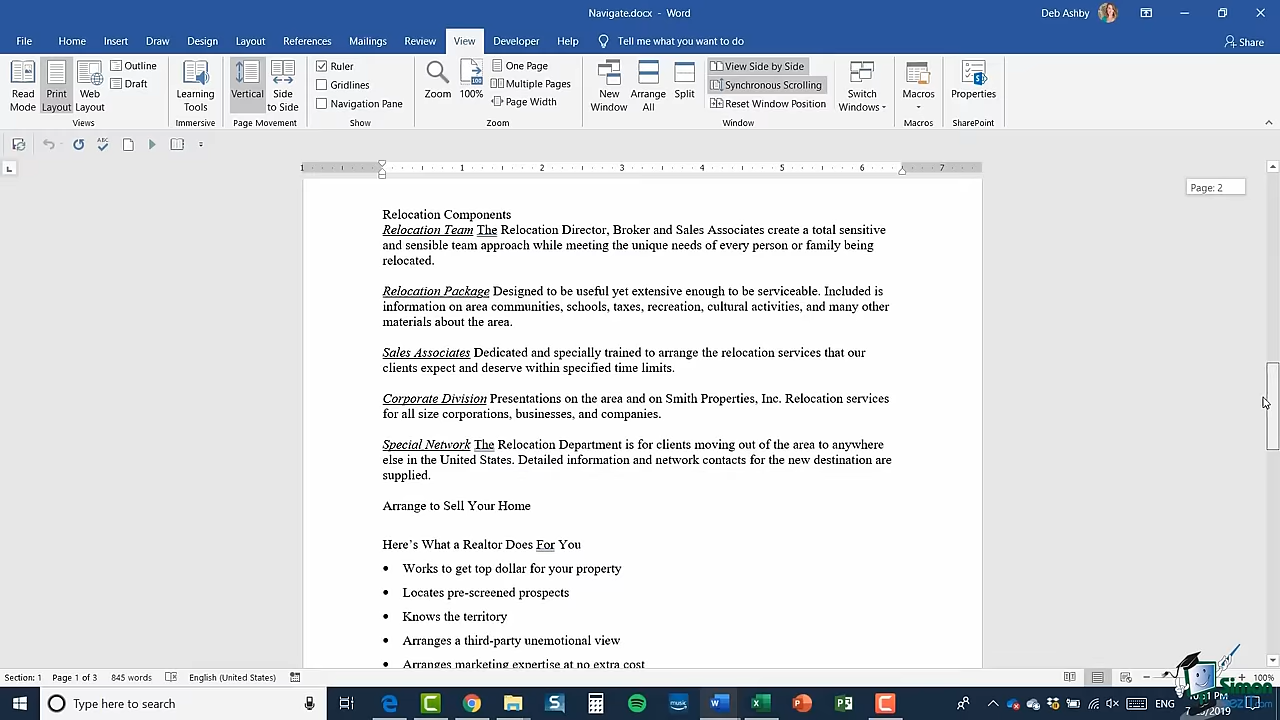 Navigate.docx - Word
Deb Ashby
File Home Insert Draw Design Layout References Mailings Review View Developer Help Tell me what you want to do Share
Read Mode
Print Layout
Web Layout
Outline
Draft
Views
Learning Tools
Immersive
Vertical
Side to Side
Page Movement
Ruler
Gridlines
Navigation Pane
Show
Zoom
100%
One Page
Multiple Pages
Page Width
Zoom
New Window
Arrange All
Split
View Side by Side
Synchronous Scrolling
Reset Window Position
Window
Switch Windows
Macros
Macros
Properties
SharePoint
1 1 2 3 4 5 6 7
Page: 2
Relocation Components
Relocation Team The Relocation Director, Broker and Sales Associates create a total sensitive
and sensible team approach while meeting the unique needs of every person or family being
relocated.
Relocation Package Designed to be useful yet extensive enough to be serviceable. Included is
information on area communities, schools, taxes, recreation, cultural activities, and many other
materials about the area.
Sales Associates Dedicated and specially trained to arrange the relocation services that our
clients expect and deserve within specified time limits.
Corporate Division Presentations on the area and on Smith Properties, Inc. Relocation services
for all size corporations, businesses, and companies.
Special Network The Relocation Department is for clients moving out of the area to anywhere
else in the United States. Detailed information and network contacts for the new destination are
supplied.
Arrange to Sell Your Home
Here's What a Realtor Does For You
• Works to get top dollar for your property
• Locates pre-screened prospects
• Knows the territory
• Arranges a third-party unemotional view
• Arranges marketing expertise at no extra cost
Section: 1 Page 1 of 3 845 words English (United States) 100%
Type here to search
ENG